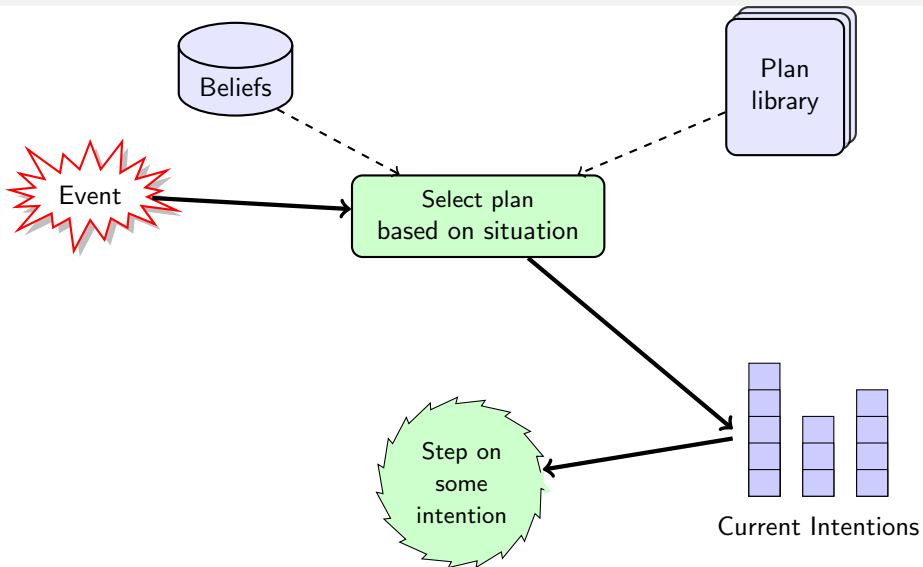 Beliefs
Plan
library
Event
Select plan
based on situation
Step on
some
intention
Current Intentions